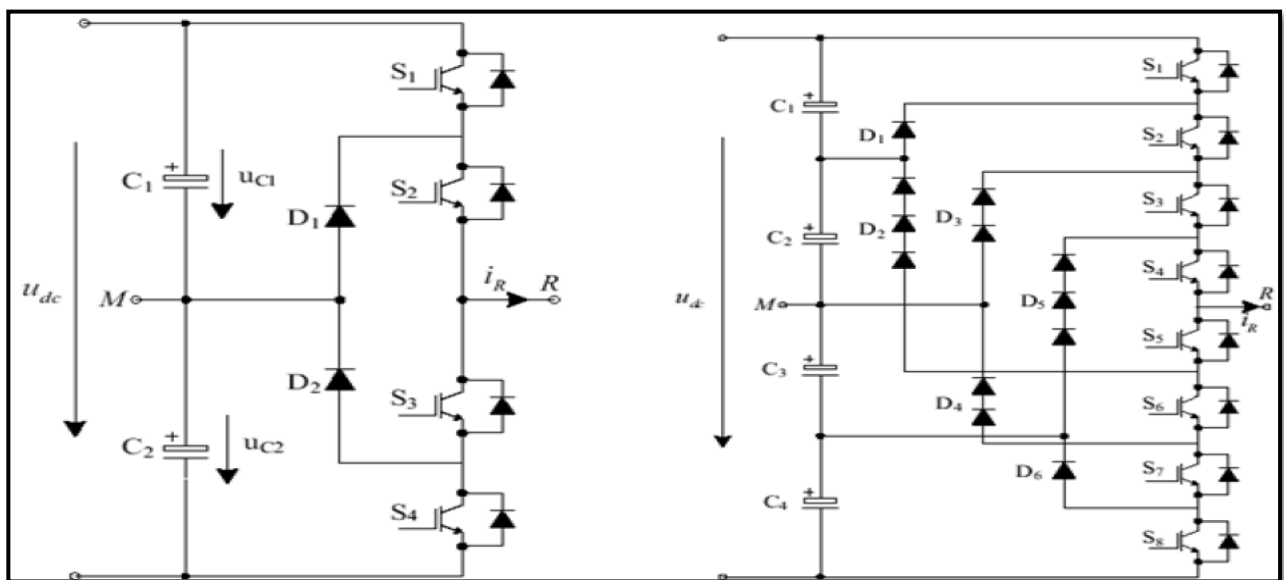 S1
C1
+
uC1
S2
D1
udc
M
iR
R
D2
S3
C2
+
uC2
S4
S1
C1
+
D1
S2
S3
D3
C2
+
D2
S4
udc
M
D5
R
iR
S5
C3
+
D4
S6
D6
S7
C4
+
S8